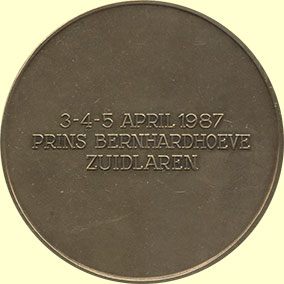 3-4-5 APRIL 1987
PRINS BERNHARDHOEVE
ZUIDLAREN